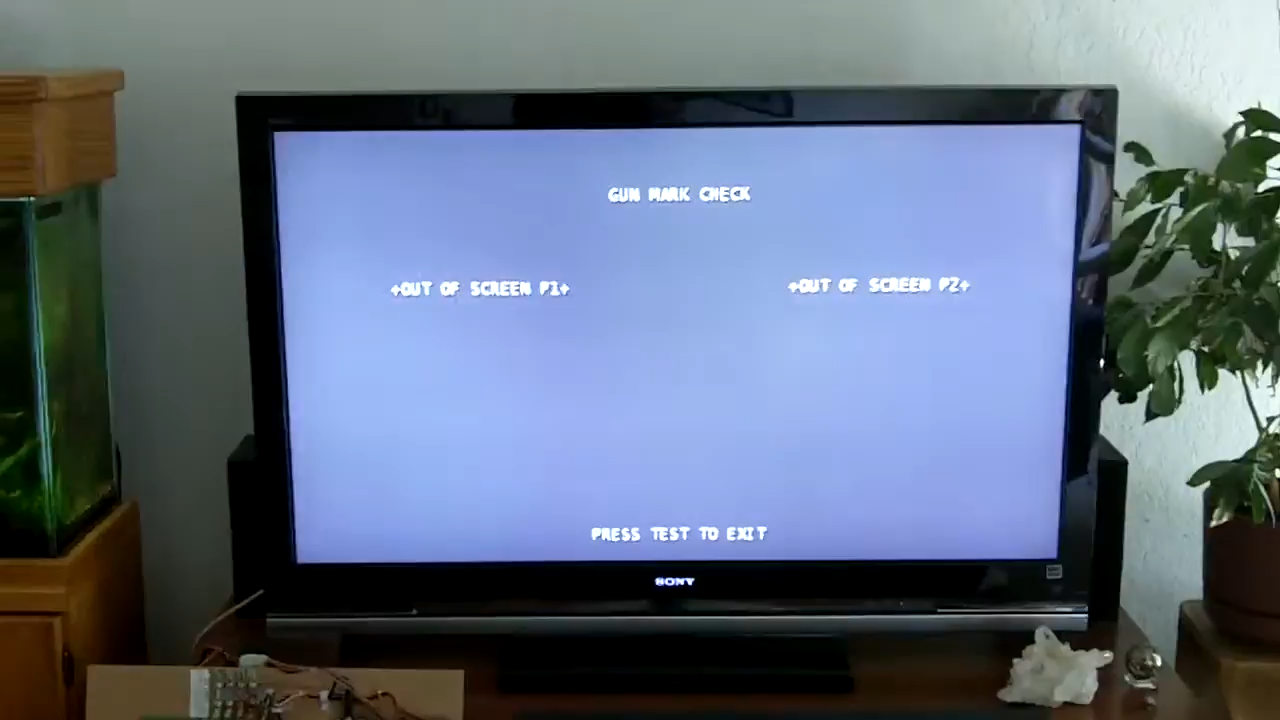 GUN MARK CHECK
+OUT OF SCREEN P1+
+OUT OF SCREEN P2+
PRESS TEST TO EXIT
SONY